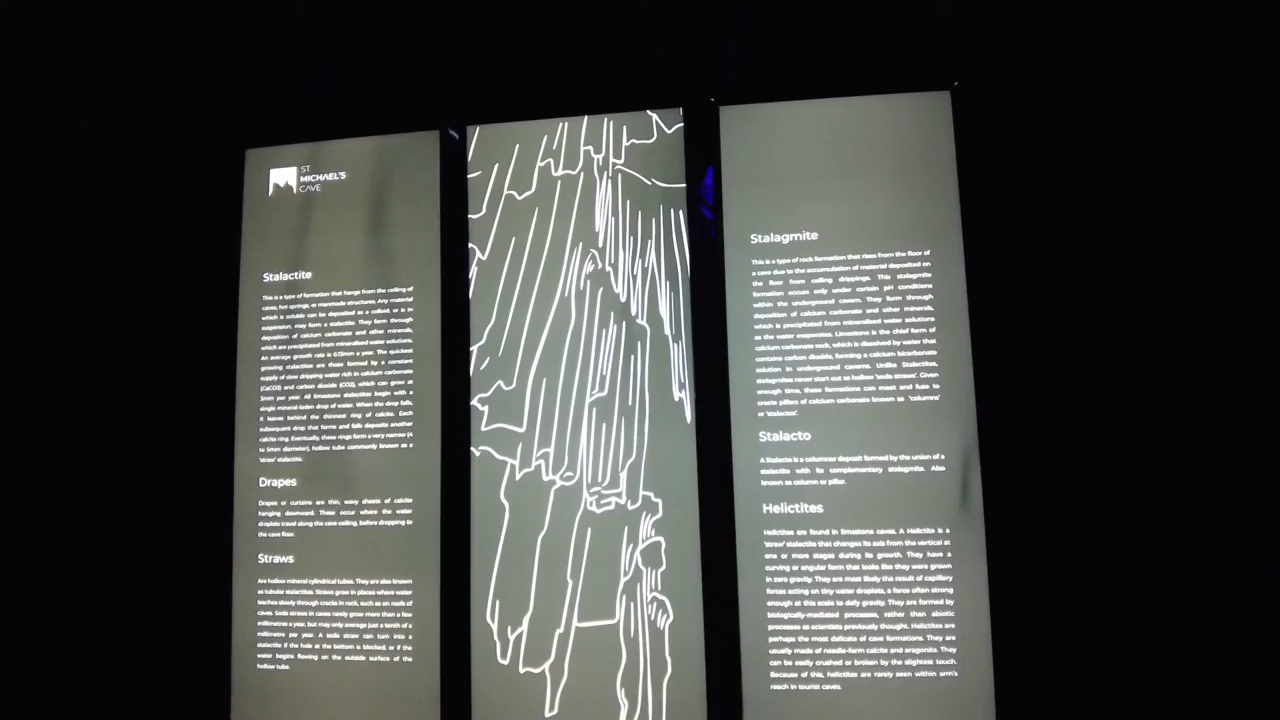 ST
MICHAEL'S
CAVE
Stalactite
This is a type of formation that hangs from the ceiling of
caves, hot springs, or manmade structures. Any material
which is soluble can be deposited as a colloid, or is in
suspension, may form a stalactite. They form through
deposition of calcium carbonate and other minerals,
which are precipitated from mineralised water solutions.
An average growth rate is 0.13mm a year. The quickest
growing stalactites are those formed by a constant
supply of slow dripping water rich in calcium carbonate
(CaCO3) and carbon dioxide (CO2), which can grow at
3mm per year. All limestone stalactites begin with a
single mineral-laden drop of water. When the drop falls,
it leaves behind the thinnest ring of calcite. Each
subsequent drop that forms and falls deposits another
calcite ring. Eventually, these rings form a very narrow (4
to 5mm diameter), hollow tube commonly known as a
'straw' stalactite.
Drapes
Drapes or curtains are thin, wavy sheets of calcite
hanging downward. These occur where the water
droplets travel along the cave ceiling, before dropping to
the cave floor.
Straws
Are hollow mineral cylindrical tubes. They are also known
as tubular stalactites. Straws grow in places where water
leaches slowly through cracks in rock, such as on roofs of
caves. Soda straws in caves rarely grow more than a few
millimetres a year, but may only average just a tenth of a
millimetre per year. A soda straw can turn into a
stalactite if the hole at the bottom is blocked, or if the
water begins flowing on the outside surface of the
hollow tube.
Stalagmite
This is a type of rock formation that rises from the floor of
a cave due to the accumulation of material deposited on
the floor from ceiling drippings. This stalagmite
formation occurs only under certain pH conditions
within the underground cavern. They form through
deposition of calcium carbonate and other minerals,
which is precipitated from mineralised water solutions
as the water evaporates. Limestone is the chief form of
calcium carbonate rock, which is dissolved by water that
contains carbon dioxide, forming a calcium bicarbonate
solution in underground caverns. Unlike Stalactites,
stalagmites never start out as hollow 'soda straws'. Given
enough time, these formations can meet and fuse to
create pillars of calcium carbonate known as 'columns'
or 'stalactos'.
Stalacto
A Stalacto is a columnar deposit formed by the union of a
stalactite with its complementary stalagmite. Also
known as column or pillar.
Helictites
Helictites are found in limestone caves. A Helictite is a
'straw' stalactite that changes its axis from the vertical at
one or more stages during its growth. They have a
curving or angular form that looks like they were grown
in zero gravity. They are most likely the result of capillary
forces acting on tiny water droplets, a force often strong
enough at this scale to defy gravity. They are formed by
biologically-mediated processes, rather than abiotic
processes as scientists previously thought. Helictites are
perhaps the most delicate of cave formations. They are
usually made of needle-form calcite and aragonite. They
can be easily crushed or broken by the slightest touch.
Because of this, helictites are rarely seen within arm's
reach in tourist caves.